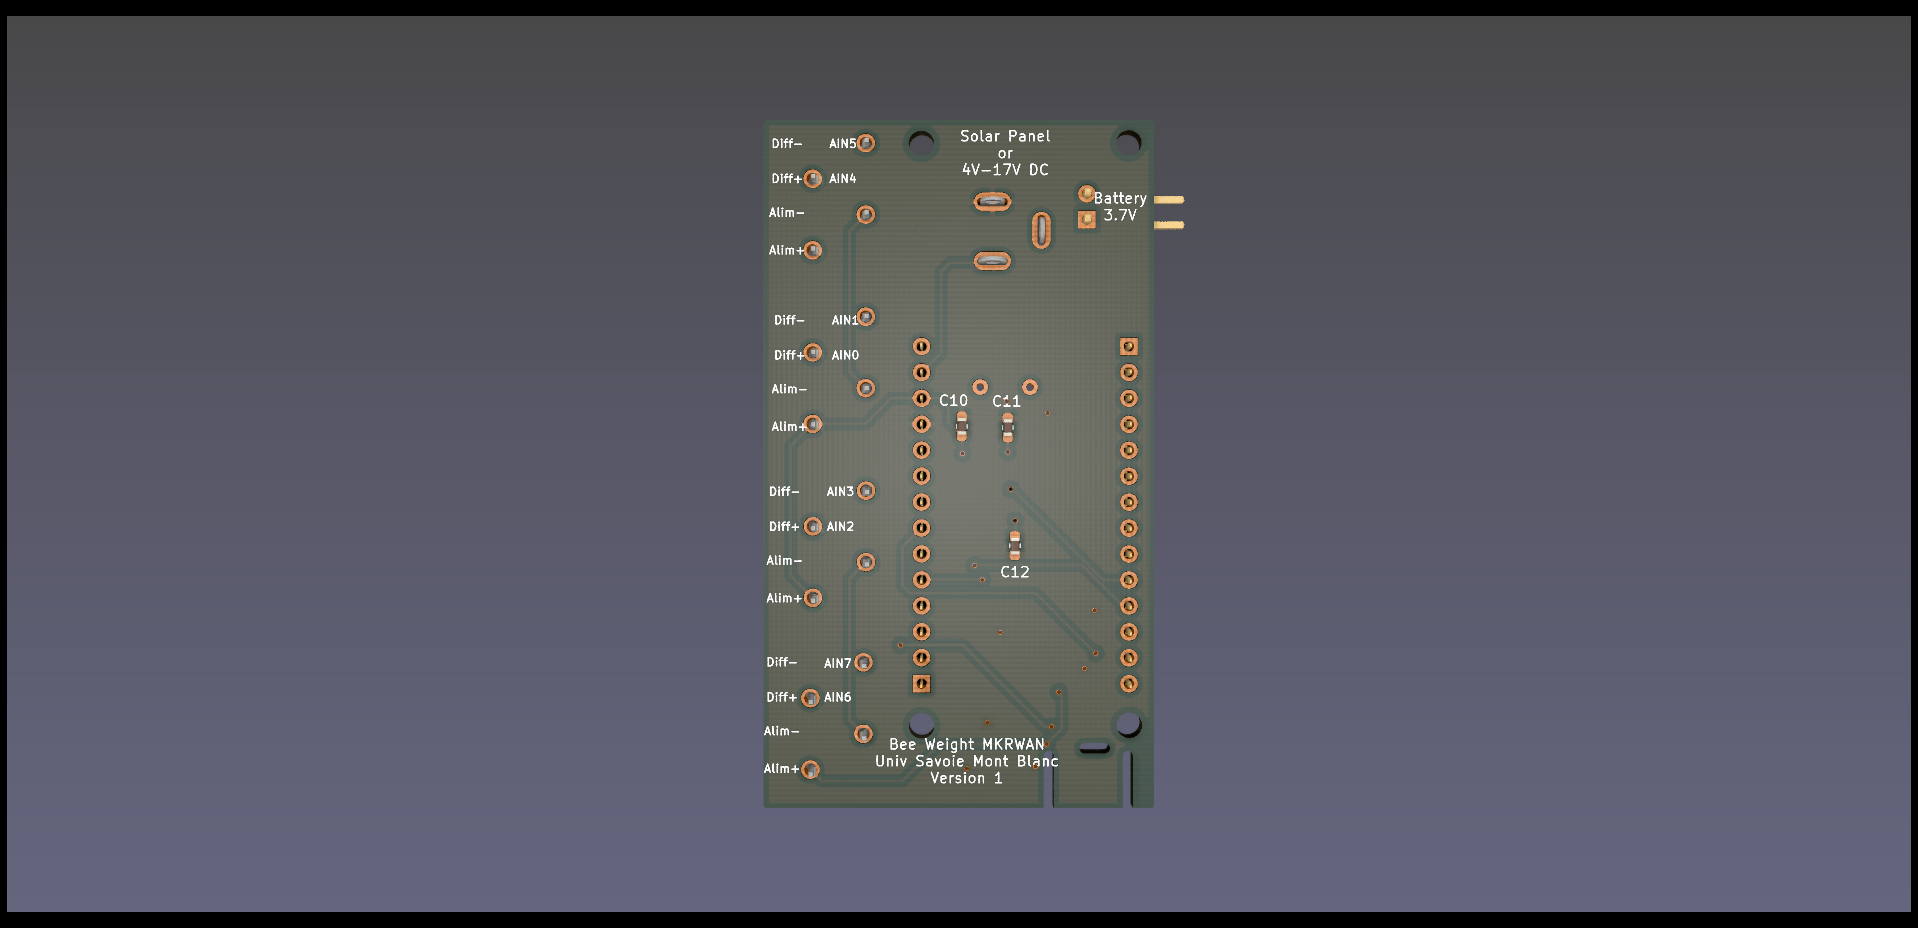 Diff- AIN5
Diff+ AIN4
Alim-
Alim+
Solar Panel
or
4V-17V DC
Battery
3.7V
Diff- AIN1
Diff+ AIN0
Alim-
Alim+
C10 C11
Diff- AIN3
Diff+ AIN2
Alim-
Alim+
C12
Diff- AIN7
Diff+ AIN6
Alim-
Alim+
Bee Weight MKRWAN
Univ Savoie Mont Blanc
Version 1